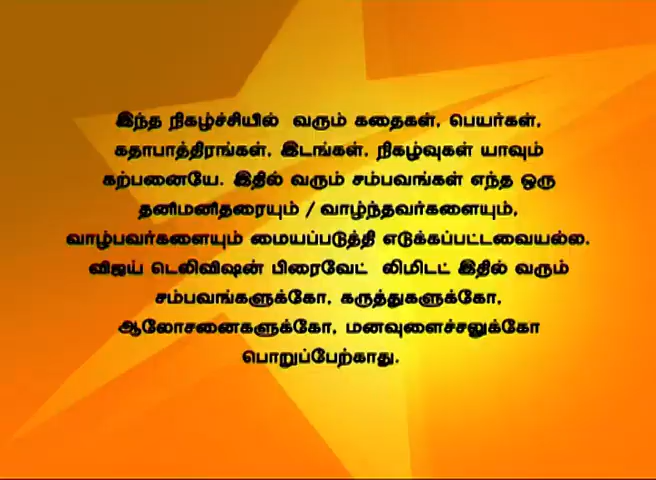 இந்த நிகழ்ச்சியில் வரும் கதைகள், பெயர்கள்,
கதாபாத்திரங்கள், இடங்கள், நிகழ்வுகள் யாவும்
கற்பனையே. இதில் வரும் சம்பவங்கள் எந்த ஒரு
தனிமனிதரையும் / வாழ்ந்தவர்களையும்,
வாழ்பவர்களையும் மையப்படுத்தி எடுக்கப்பட்டவையல்ல.
விஜய் டெலிவிஷன் பிரைவேட் லிமிடட் இதில் வரும்
சம்பவங்களுக்கோ, கருத்துகளுக்கோ,
ஆலோசனைகளுக்கோ, மனவுளைச்சலுக்கோ
பொறுப்பேற்காது.